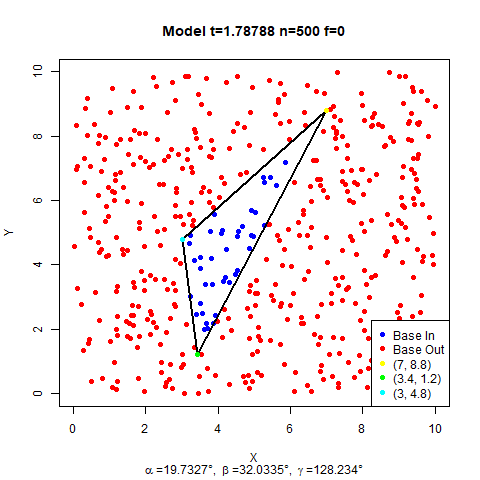 Model t=1.78788 n=500 f=0
10
8
6
4
2
0
Y
Base In
Base Out
(7, 8.8)
(3.4, 1.2)
(3, 4.8)
0 2 4 6 8 10
X
α=19.7327°, β=32.0335°, γ=128.234°